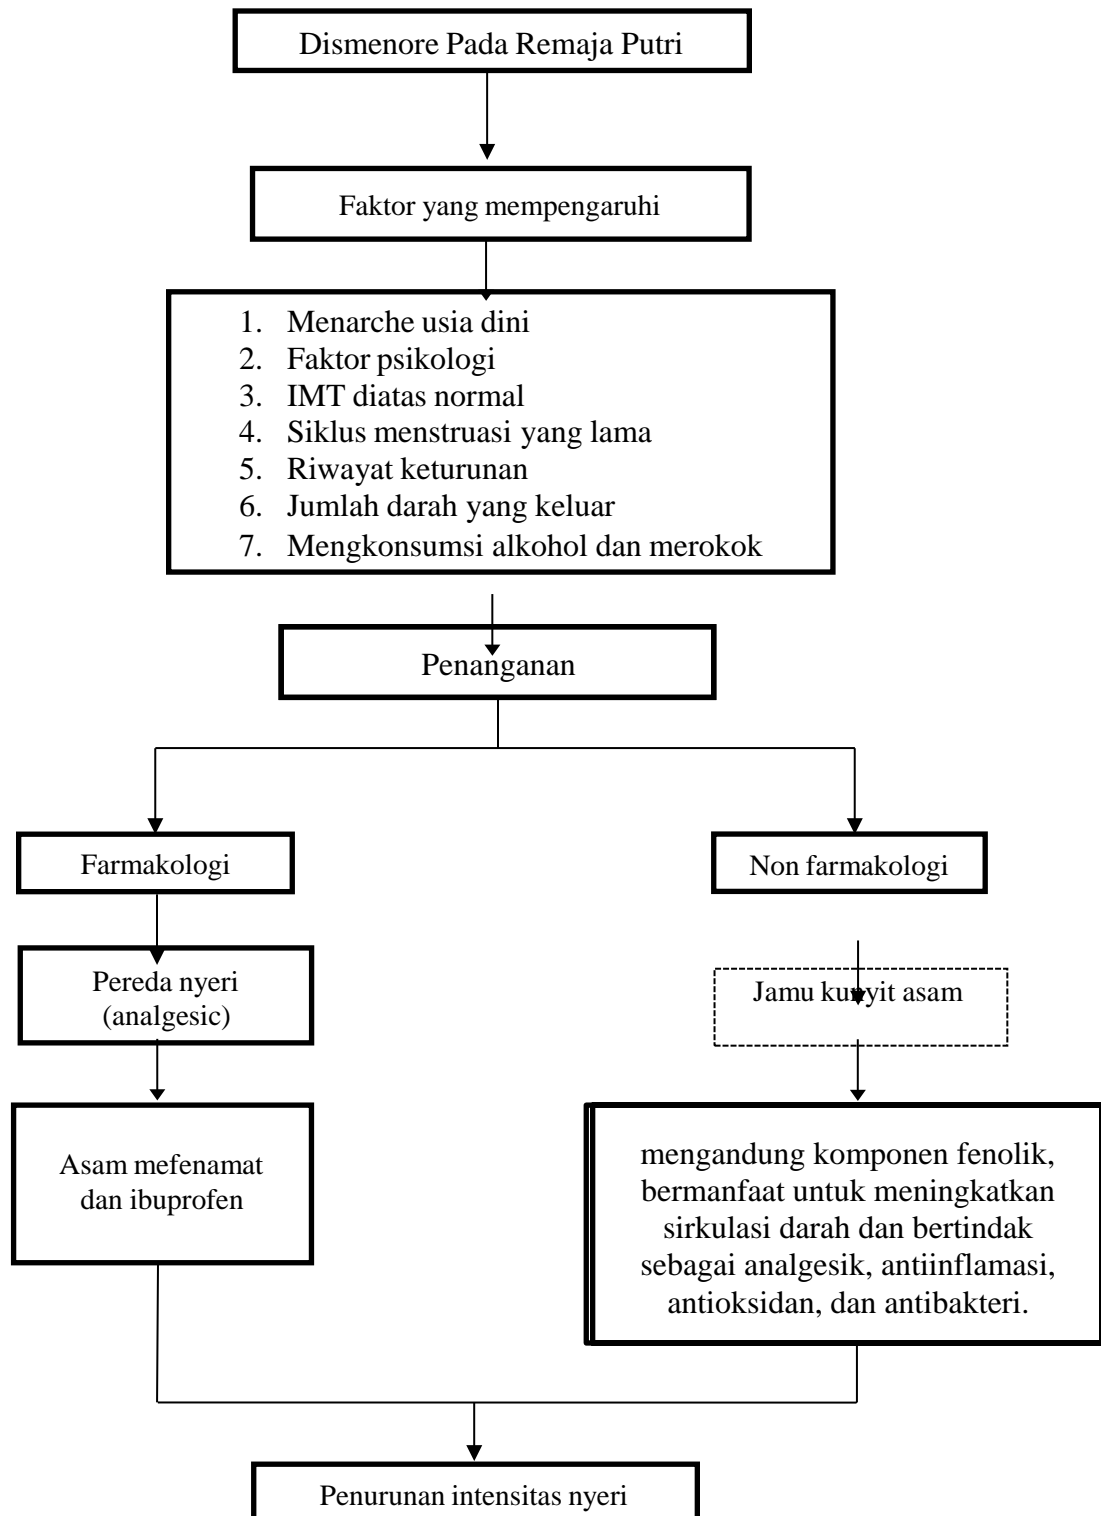 Dismenore Pada Remaja Putri
Faktor yang mempengaruhi
1. Menarche usia dini
2. Faktor psikologi
3. IMT diatas normal
4. Siklus menstruasi yang lama
5. Riwayat keturunan
6. Jumlah darah yang keluar
7. Mengkonsumsi alkohol dan merokok
Penanganan
Farmakologi
Non farmakologi
Pereda nyeri
(analgesic)
Jamu kunyit asam
Asam mefenamat
dan ibuprofen
mengandung komponen fenolik,
bermanfaat untuk meningkatkan
sirkulasi darah dan bertindak
sebagai analgesik, antiinflamasi,
antioksidan, dan antibakteri.
Penurunan intensitas nyeri